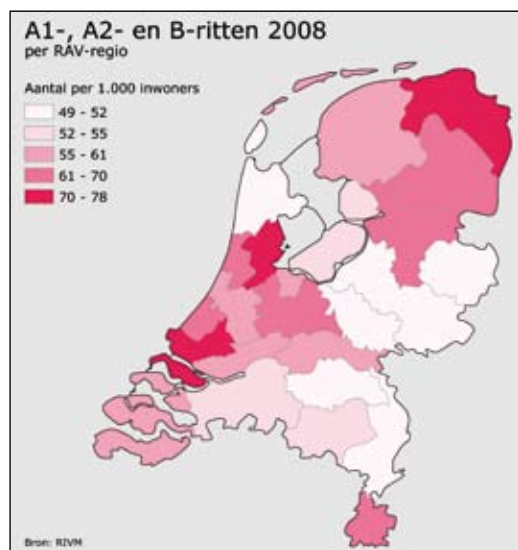 A1-, A2- en B-ritten 2008
per RAV-regio
Aantal per 1.000 inwoners
49 - 52
52 - 55
55 - 61
61 - 70
70 - 78
Bron: RIVM